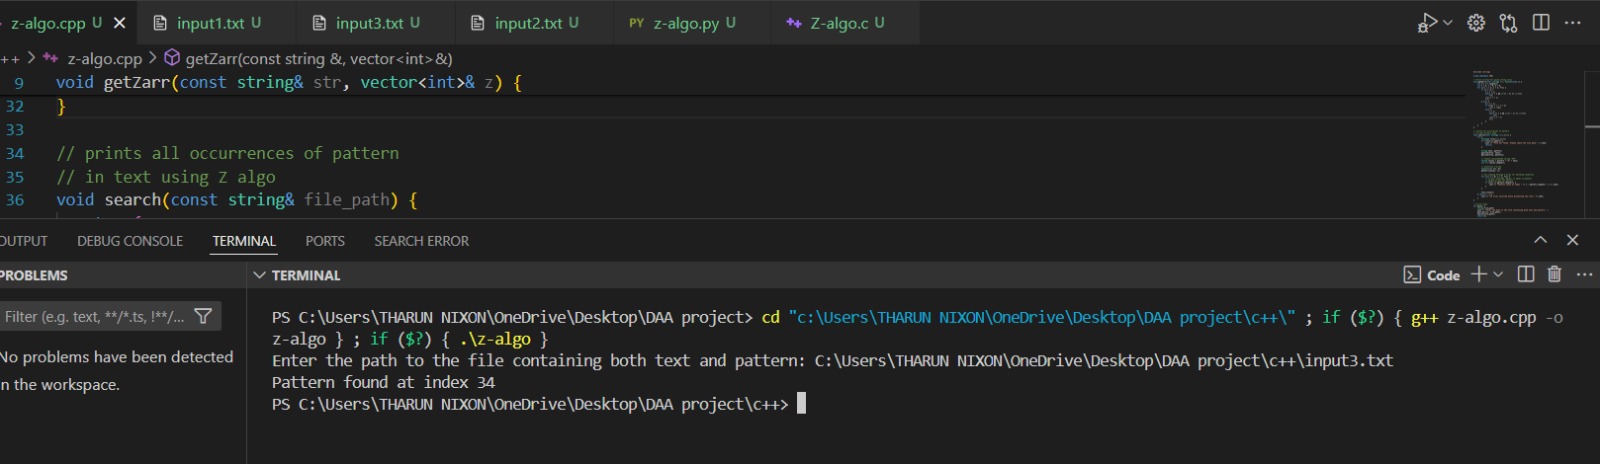 z-algo.cpp U
input1.txt U
input3.txt U
input2.txt U
PY z-algo.py U
Z-algo.c U
++ > z-algo.cpp > getZarr(const string &, vector<int>&)
9 void getZarr(const string& str, vector<int>& z) {
32 }
33
34 // prints all occurrences of pattern
35 // in text using Z algo
36 void search(const string& file_path) {
OUTPUT DEBUG CONSOLE TERMINAL PORTS SEARCH ERROR
PROBLEMS
Filter (e.g. text, **/*.ts, !**/...
No problems have been detected
in the workspace.
TERMINAL
Code
PS C:\Users\THARUN NIXON\OneDrive\Desktop\DAA project> cd "c:\Users\THARUN NIXON\OneDrive\Desktop\DAA project\c++\" ; if ($?) { g++ z-algo.cpp -o
z-algo } ; if ($?) { .\z-algo }
Enter the path to the file containing both text and pattern: C:\Users\THARUN NIXON\OneDrive\Desktop\DAA project\c++\input3.txt
Pattern found at index 34
PS C:\Users\THARUN NIXON\OneDrive\Desktop\DAA project\c++>